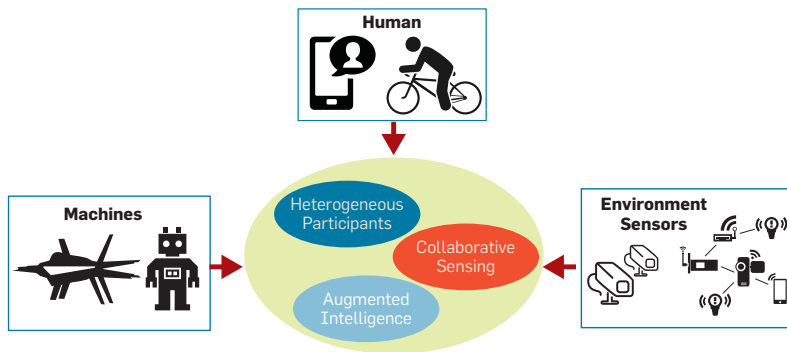 Human
Machines
Heterogeneous
Participants
Collaborative
Sensing
Augmented
Intelligence
Environment
Sensors